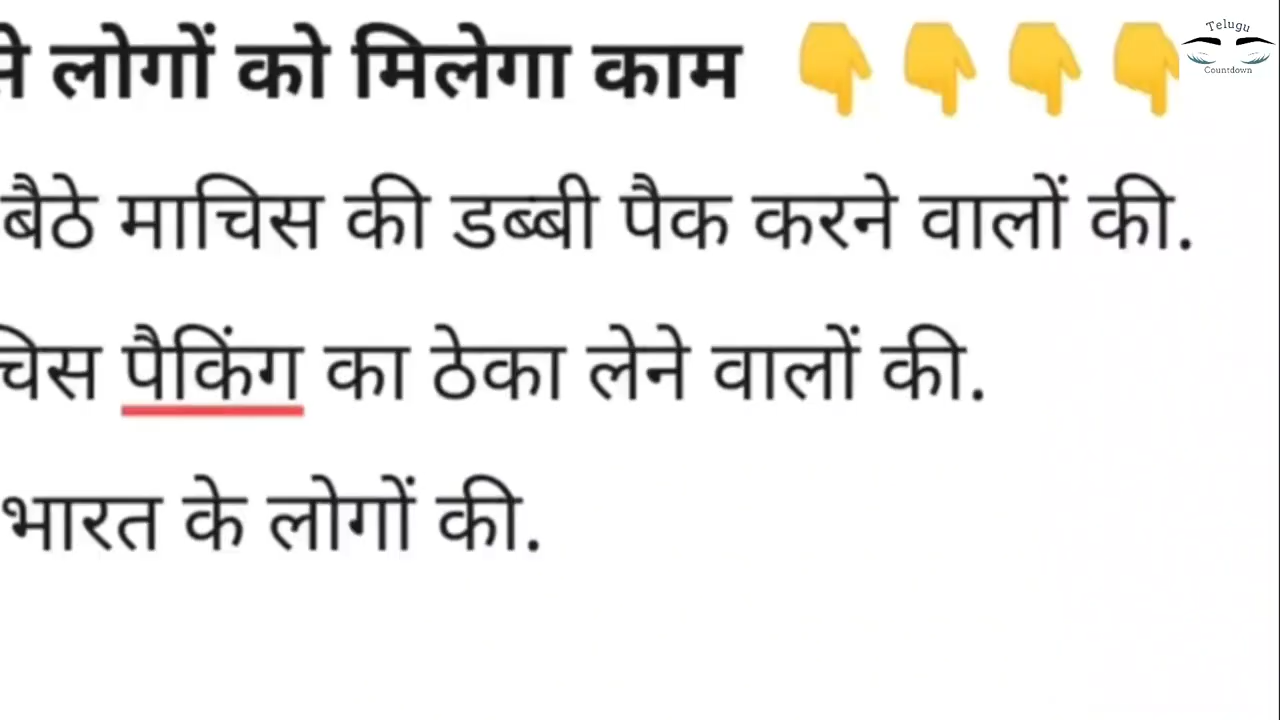 लोगों को मिलेगा काम 👇👇👇👇
Telugu
Countdown
बैठे माचिस की डब्बी पैक करने वालों की.
पैकिंग का ठेका लेने वालों की.
भारत के लोगों की.